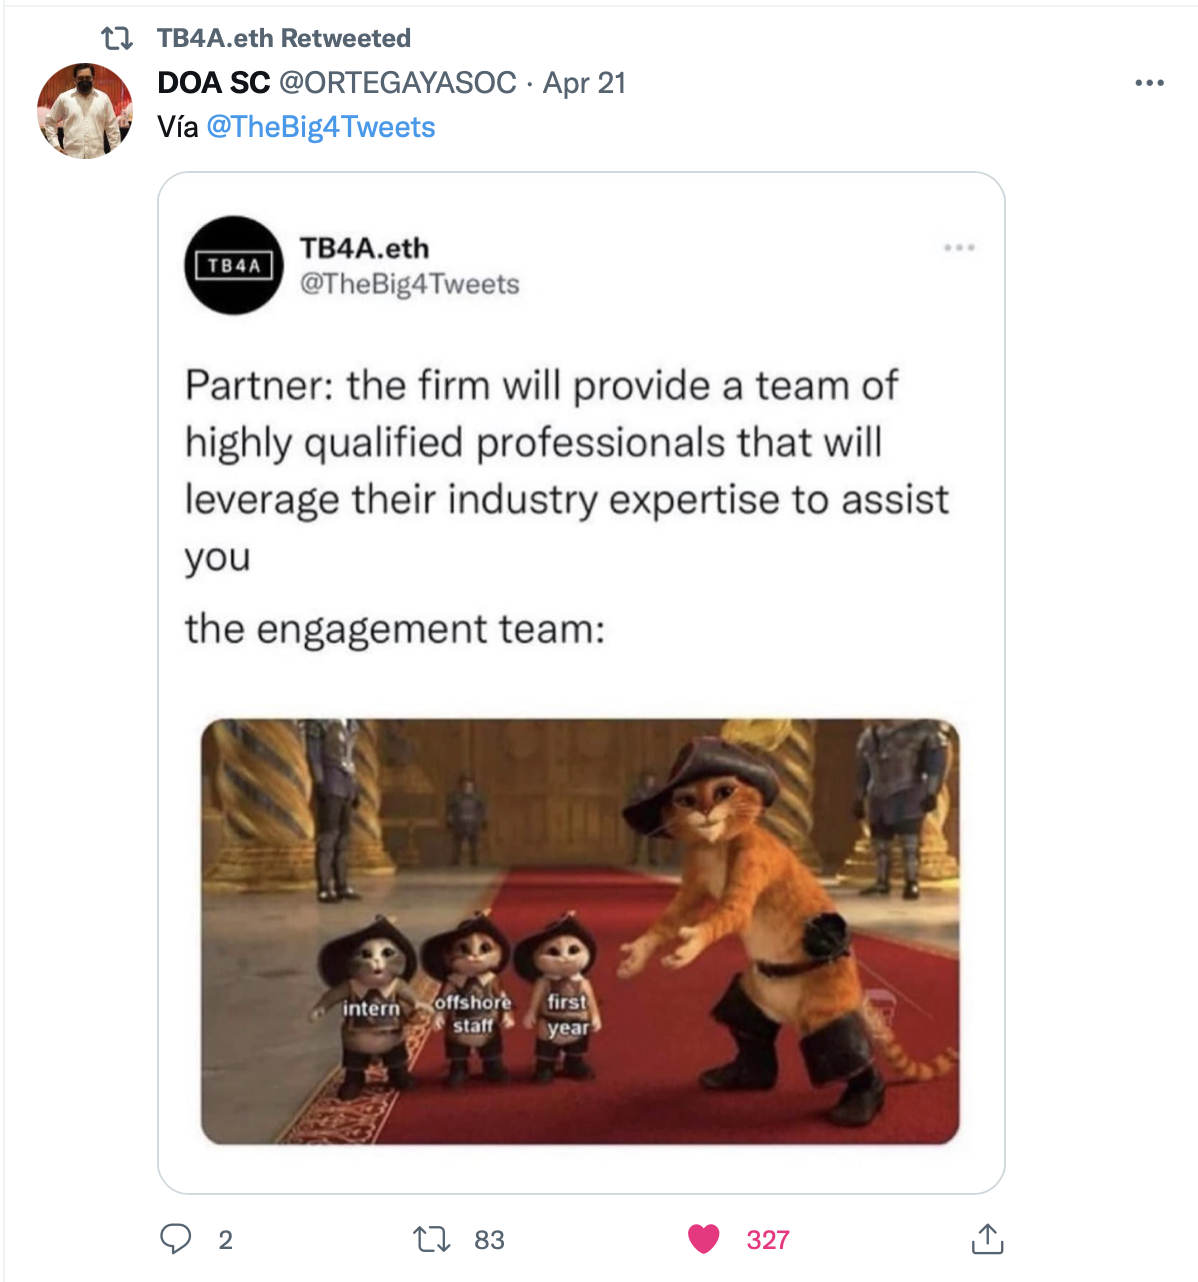 TB4A.eth Retweeted
DOA SC @ORTEGAYASOC · Apr 21
Vía @TheBig4Tweets
TB4A
TB4A.eth
@TheBig4Tweets
Partner: the firm will provide a team of
highly qualified professionals that will
leverage their industry expertise to assist
you
the engagement team:
intern
offshore
staff
first
year
2
83
327